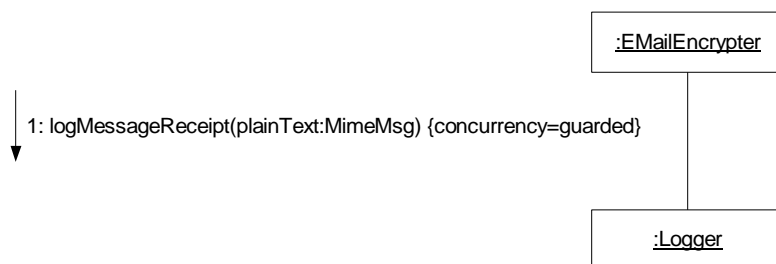 :EMailEncrypter
1: logMessageReceipt(plainText:MimeMsg) {concurrency=guarded}
:Logger